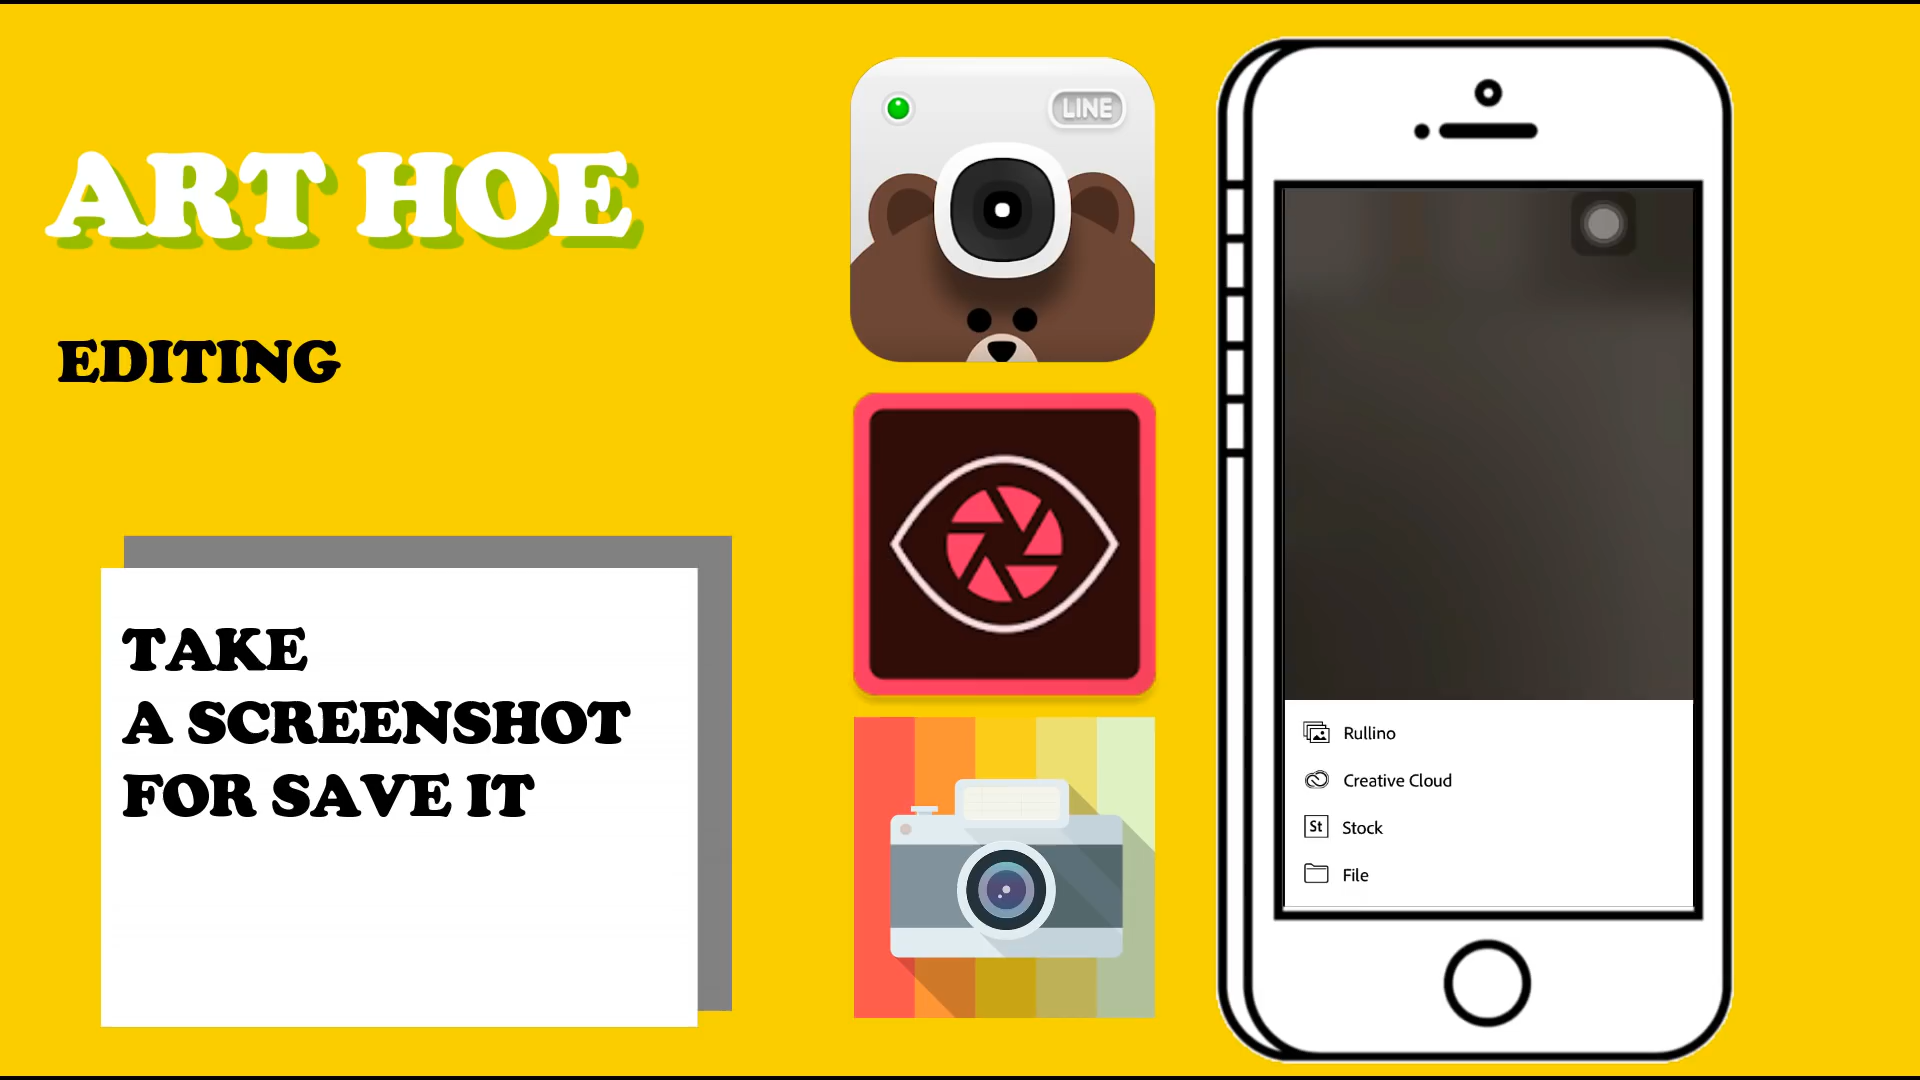 ART HOE
EDITING
TAKE
A SCREENSHOT
FOR SAVE IT
LINE
Rullino
Creative Cloud
St Stock
File